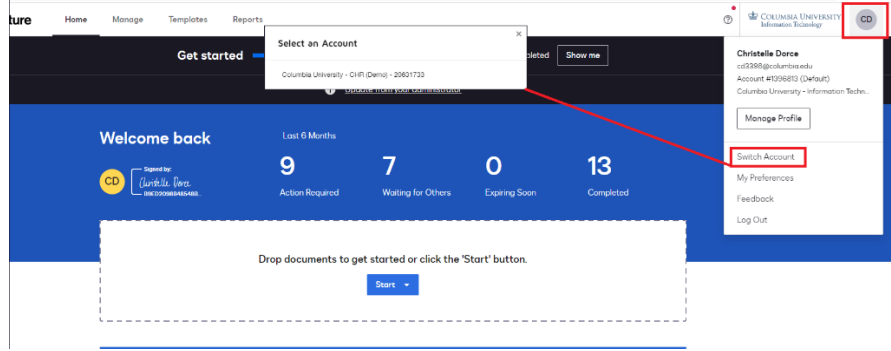 ture
Home Manage Templates Reports
COLUMBIA UNIVERSITY
Information Technology
CD
Get started
pleted
Show me
Select an Account
×
Columbia University - CHR (Demo) - 20631733
Update from your administrator
Christelle Dorce
cd3398@columbia.edu
Account #1396813 (Default)
Columbia University - Information Techn...
Manage Profile
Switch Account
My Preferences
Feedback
Log Out
Welcome back
CD
Signed by:
Christelle Dorce
Last 6 Months
9 7 0 13
Action Required Waiting for Others Expiring Soon Completed
Drop documents to get started or click the 'Start' button.
Start